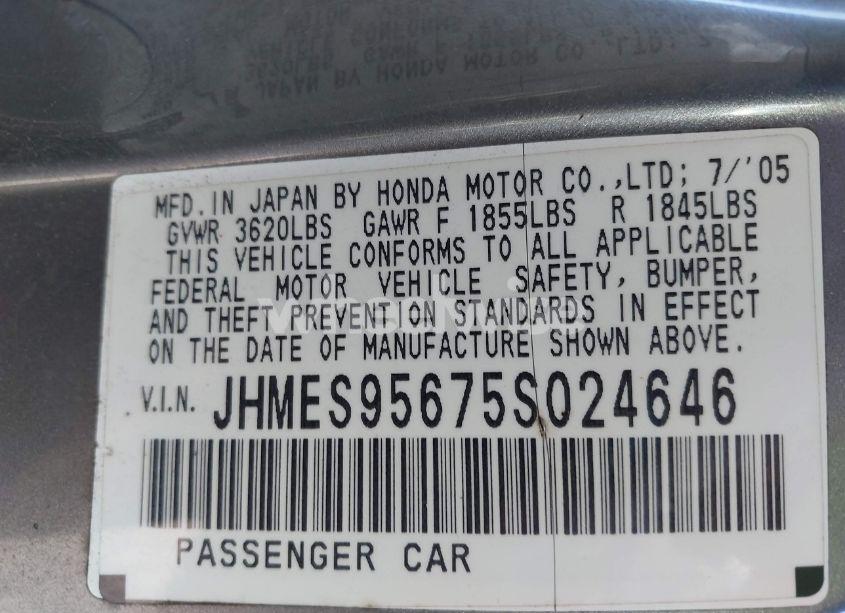 MFD. IN JAPAN BY HONDA MOTOR CO.,LTD; 7/'05
GVWR 3620LBS GAWR F 1855LBS R 1845LBS
THIS VEHICLE CONFORMS TO ALL APPLICABLE
FEDERAL MOTOR VEHICLE SAFETY, BUMPER,
AND THEFT PREVENTION STANDARDS IN EFFECT
ON THE DATE OF MANUFACTURE SHOWN ABOVE.
V.I.N. JHMES95675S024646
PASSENGER CAR